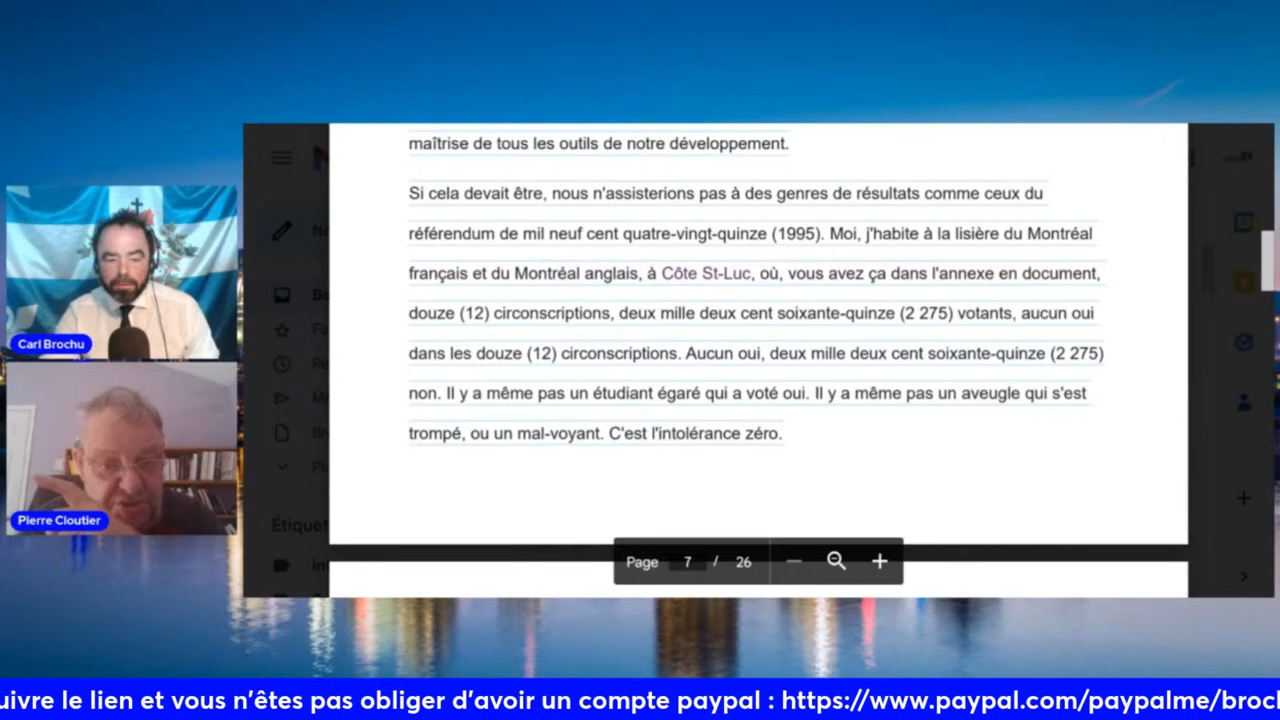 maîtrise de tous les outils de notre développement.
Si cela devait être, nous n'assisterions pas à des genres de résultats comme ceux du
référendum de mil neuf cent quatre-vingt-quinze (1995). Moi, j'habite à la lisière du Montréal
français et du Montréal anglais, à Côte St-Luc, où, vous avez ça dans l'annexe en document,
douze (12) circonscriptions, deux mille deux cent soixante-quinze (2 275) votants, aucun oui
dans les douze (12) circonscriptions. Aucun oui, deux mille deux cent soixante-quinze (2 275)
non. Il y a même pas un étudiant égaré qui a voté oui. Il y a même pas un aveugle qui s'est
trompé, ou un mal-voyant. C'est l'intolérance zéro.
Carl Brochu
Pierre Cloutier
Étiquet
Page 7 / 26
uivre le lien et vous n'êtes pas obliger d'avoir un compte paypal : https://www.paypal.com/paypalme/broch